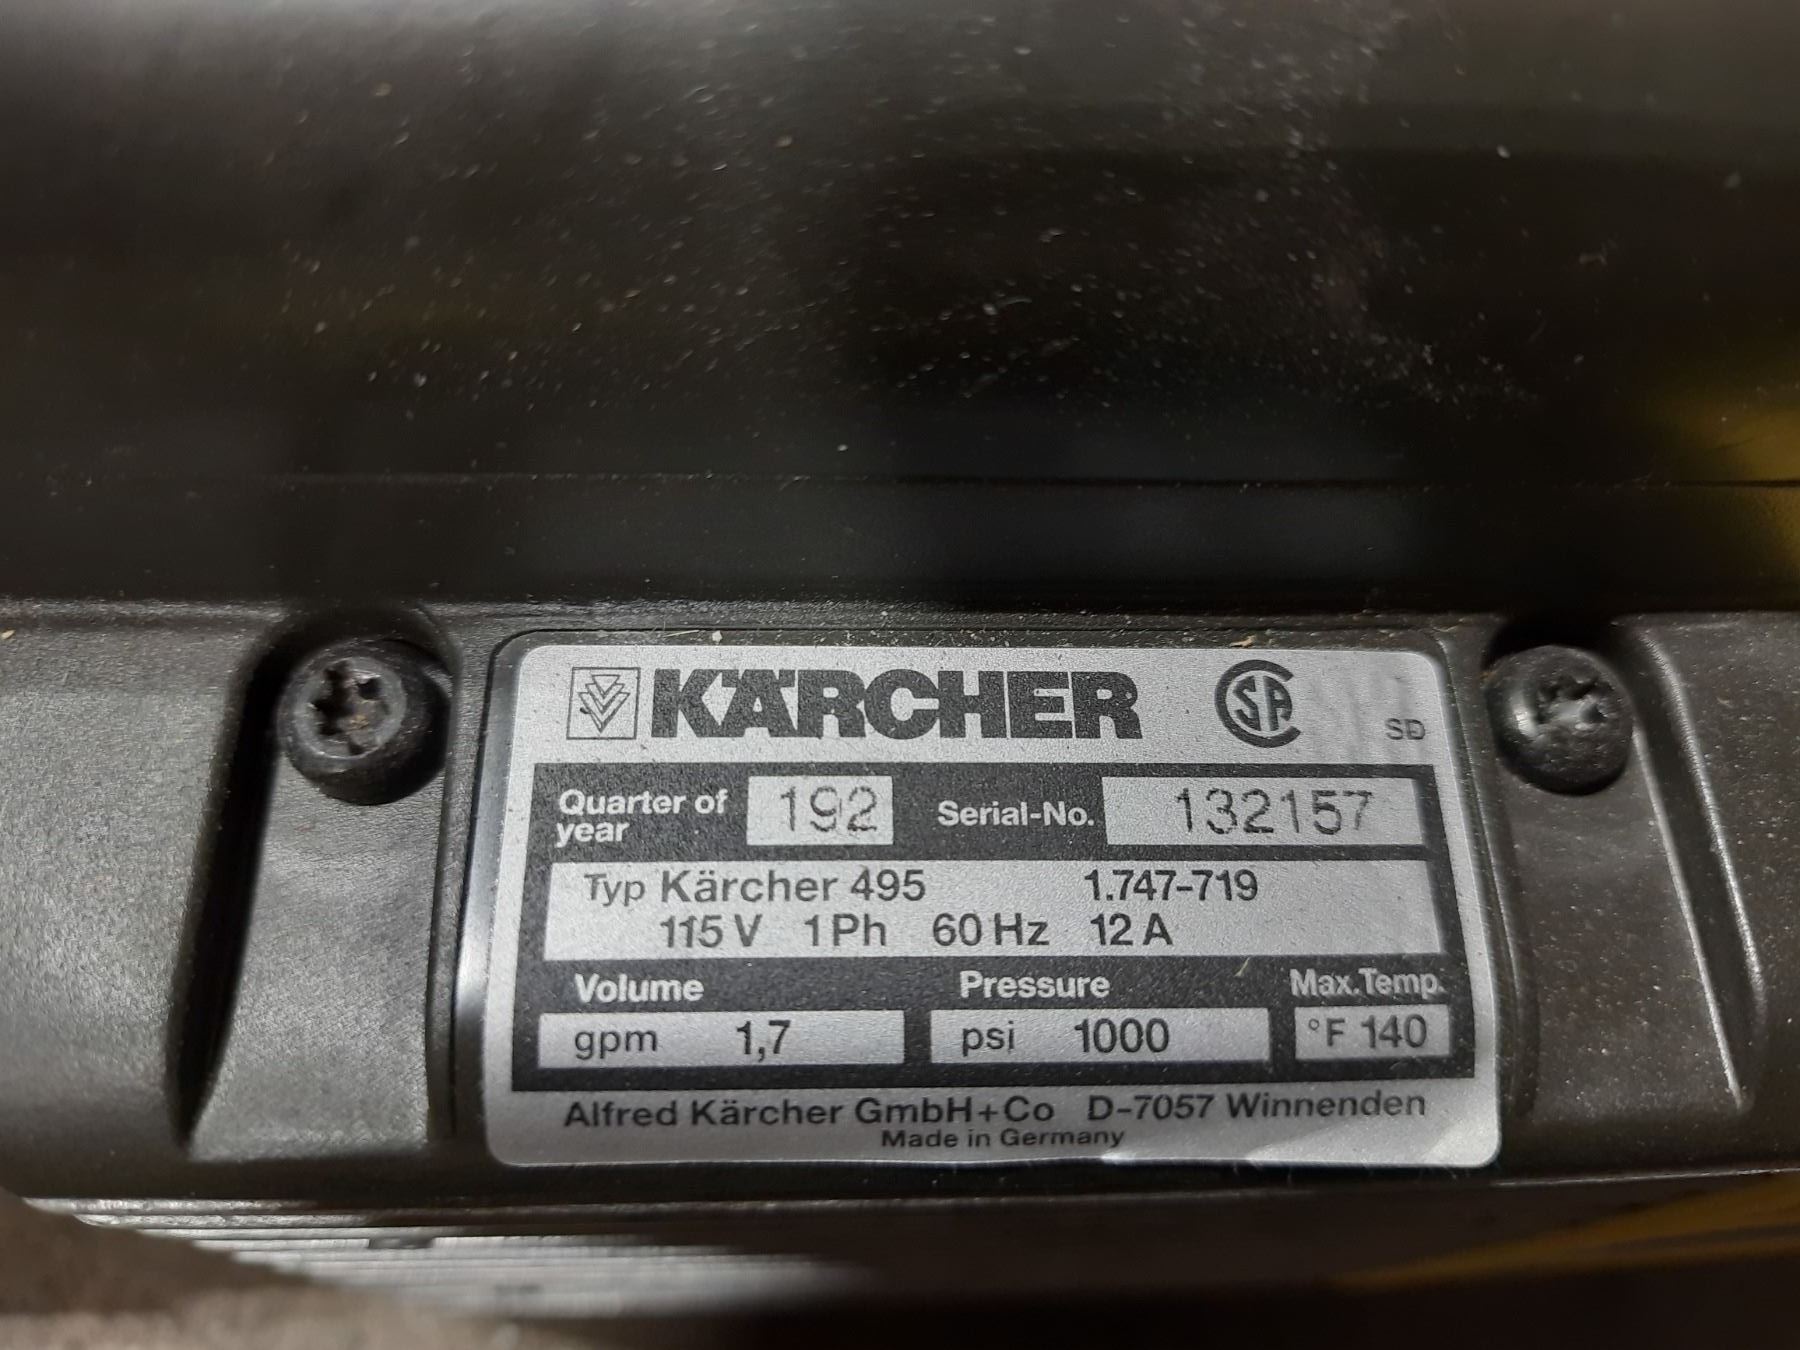 KÄRCHER SA SD
Quarter of year 192 Serial-No. 132157
Typ Kärcher 495 1.747-719
115 V 1 Ph 60 Hz 12 A
Volume Pressure Max.Temp.
gpm 1,7 psi 1000 °F 140
Alfred Kärcher GmbH+Co D-7057 Winnenden
Made in Germany